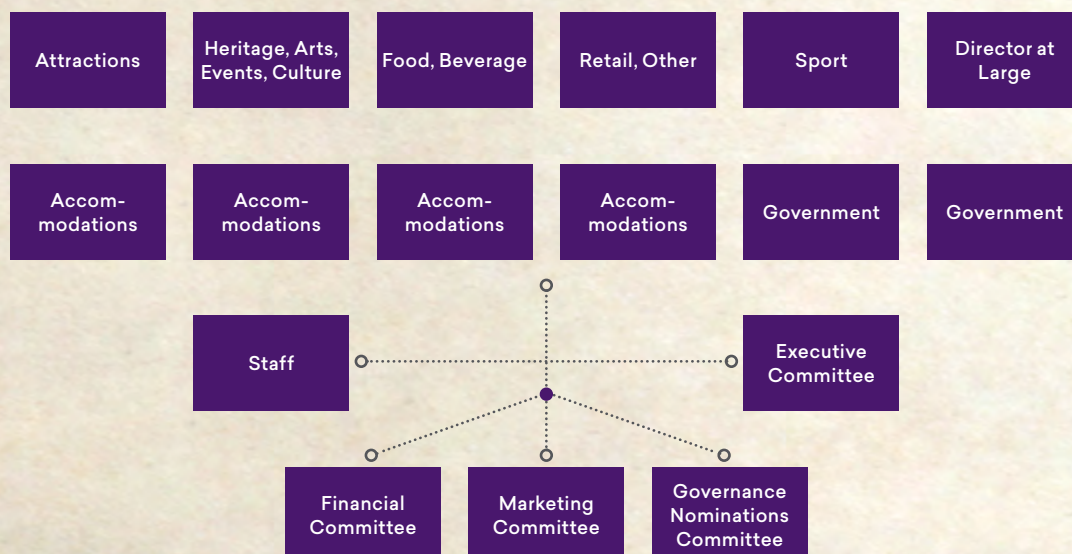 Attractions
Heritage, Arts,
Events, Culture
Food, Beverage
Retail, Other
Sport
Director at
Large
Accom-
modations
Accom-
modations
Accom-
modations
Accom-
modations
Government
Government
Staff
Executive
Committee
Financial
Committee
Marketing
Committee
Governance
Nominations
Committee